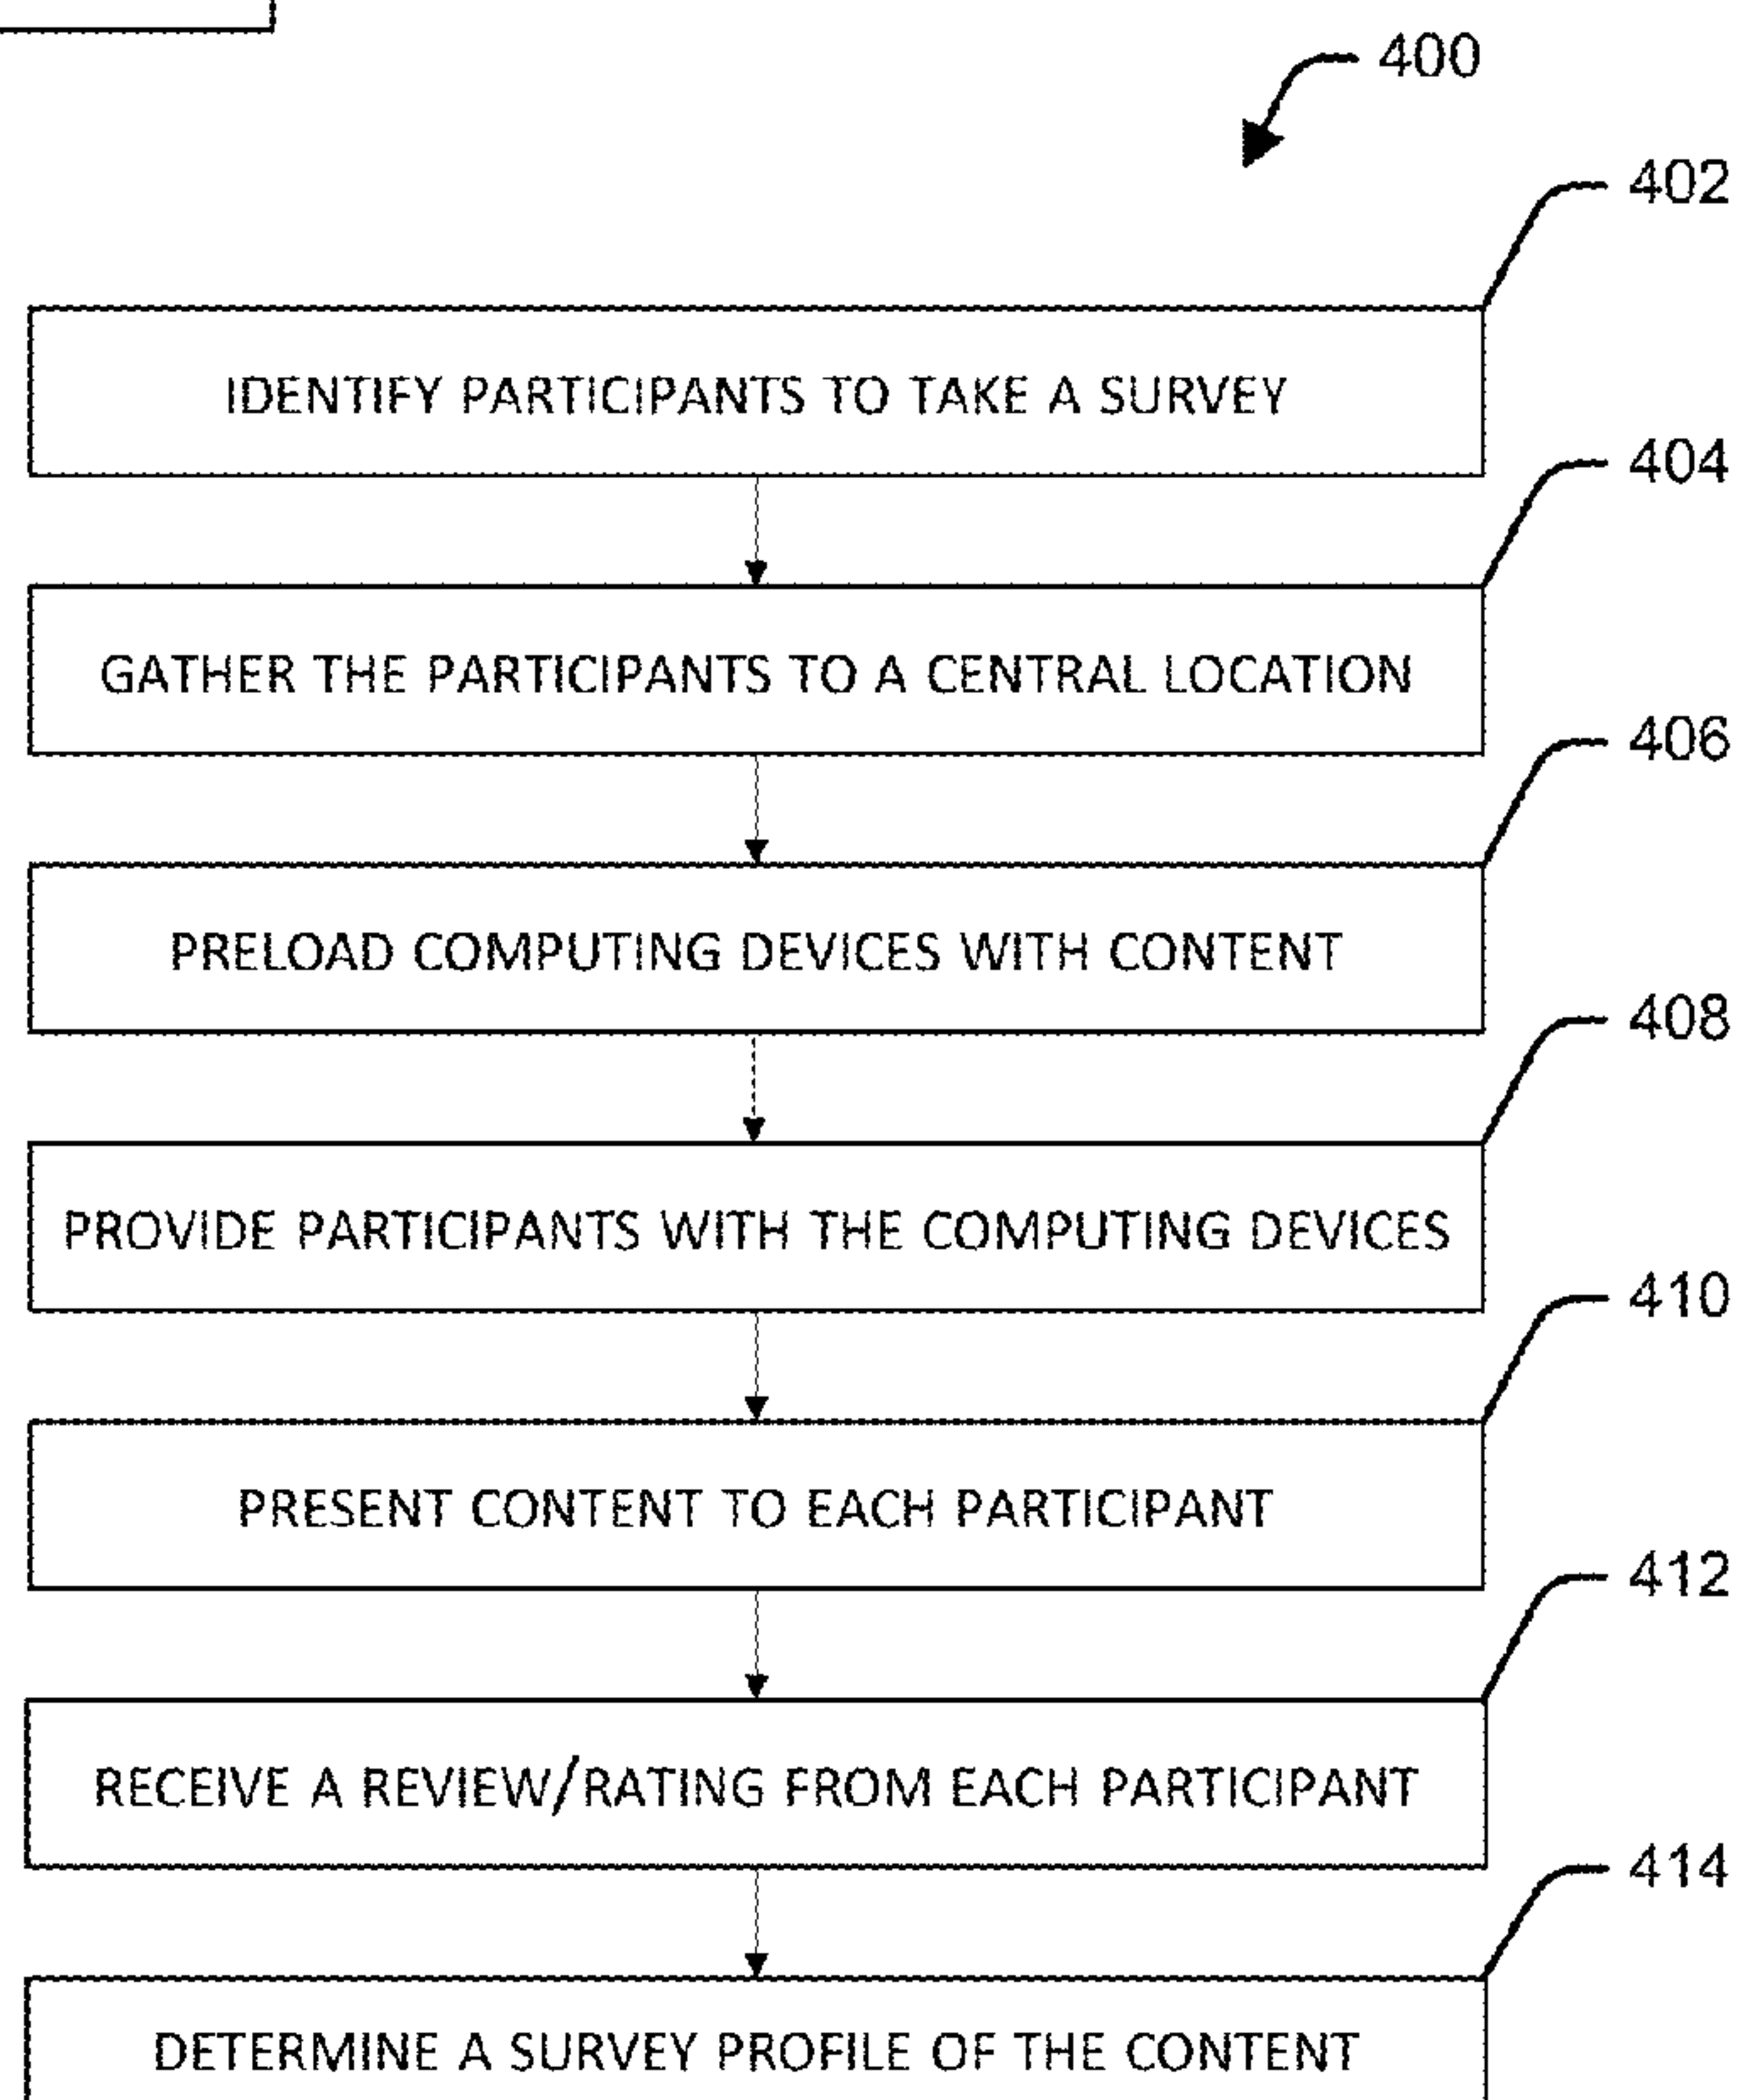 400
402
IDENTIFY PARTICIPANTS TO TAKE A SURVEY
404
GATHER THE PARTICIPANTS TO A CENTRAL LOCATION
406
PRELOAD COMPUTING DEVICES WITH CONTENT
408
PROVIDE PARTICIPANTS WITH THE COMPUTING DEVICES
410
PRESENT CONTENT TO EACH PARTICIPANT
412
RECEIVE A REVIEW/RATING FROM EACH PARTICIPANT
414
DETERMINE A SURVEY PROFILE OF THE CONTENT